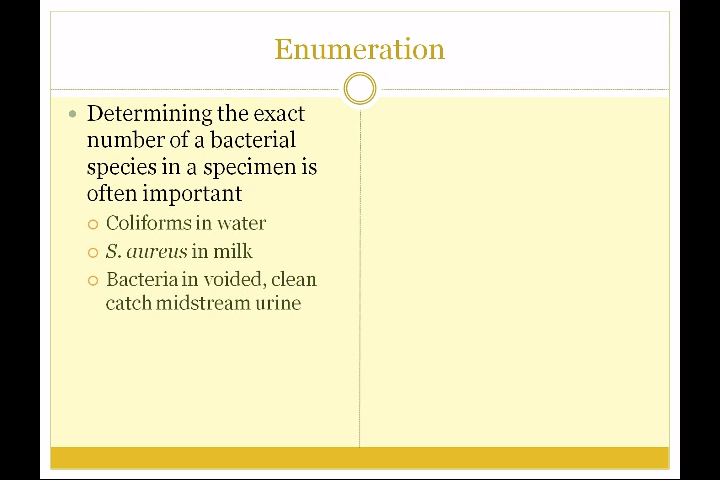 Enumeration
Determining the exact
number of a bacterial
species in a specimen is
often important
Coliforms in water
S. aureus in milk
Bacteria in voided, clean
catch midstream urine